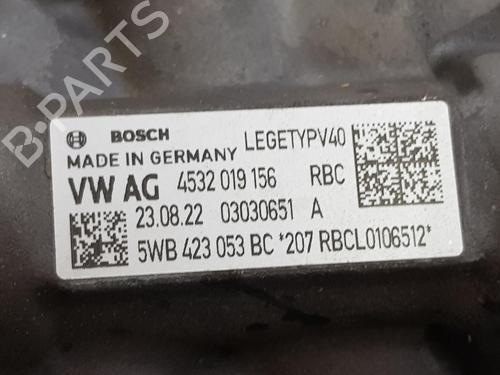 B-PARTS
BOSCH LEGETYPV40
MADE IN GERMANY
VW AG 4532 019 156 RBC
23.08.22 03030651 A
5WB 423 053 BC *207 RBCL0106512*